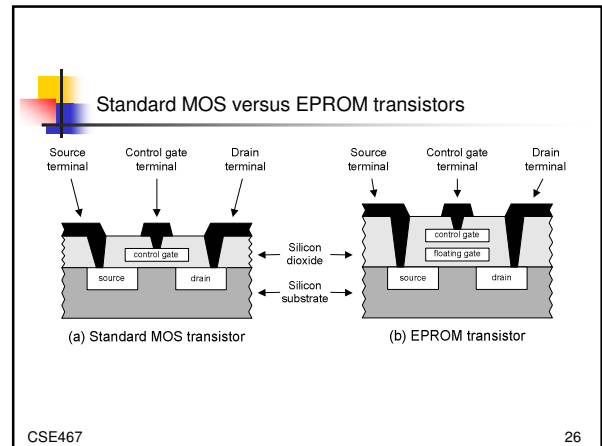 Standard MOS versus EPROM transistors
Source terminal
Control gate terminal
Drain terminal
control gate
source
drain
(a) Standard MOS transistor
Silicon dioxide
Silicon substrate
Source terminal
Control gate terminal
Drain terminal
control gate
floating gate
source
drain
(b) EPROM transistor
CSE467
26